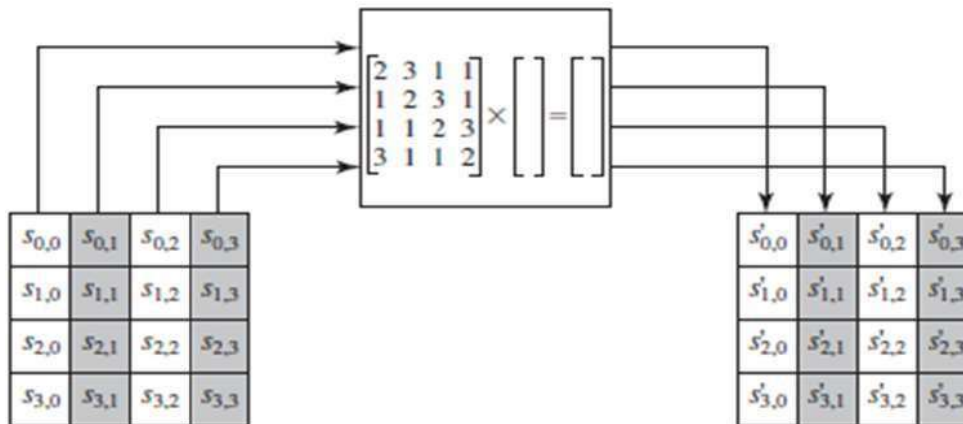 2 3 1 1
1 2 3 1
1 1 2 3
3 1 1 2
× =
s0,0 s0,1 s0,2 s0,3
s1,0 s1,1 s1,2 s1,3
s2,0 s2,1 s2,2 s2,3
s3,0 s3,1 s3,2 s3,3
s'0,0 s'0,1 s'0,2 s'0,3
s'1,0 s'1,1 s'1,2 s'1,3
s'2,0 s'2,1 s'2,2 s'2,3
s'3,0 s'3,1 s'3,2 s'3,3